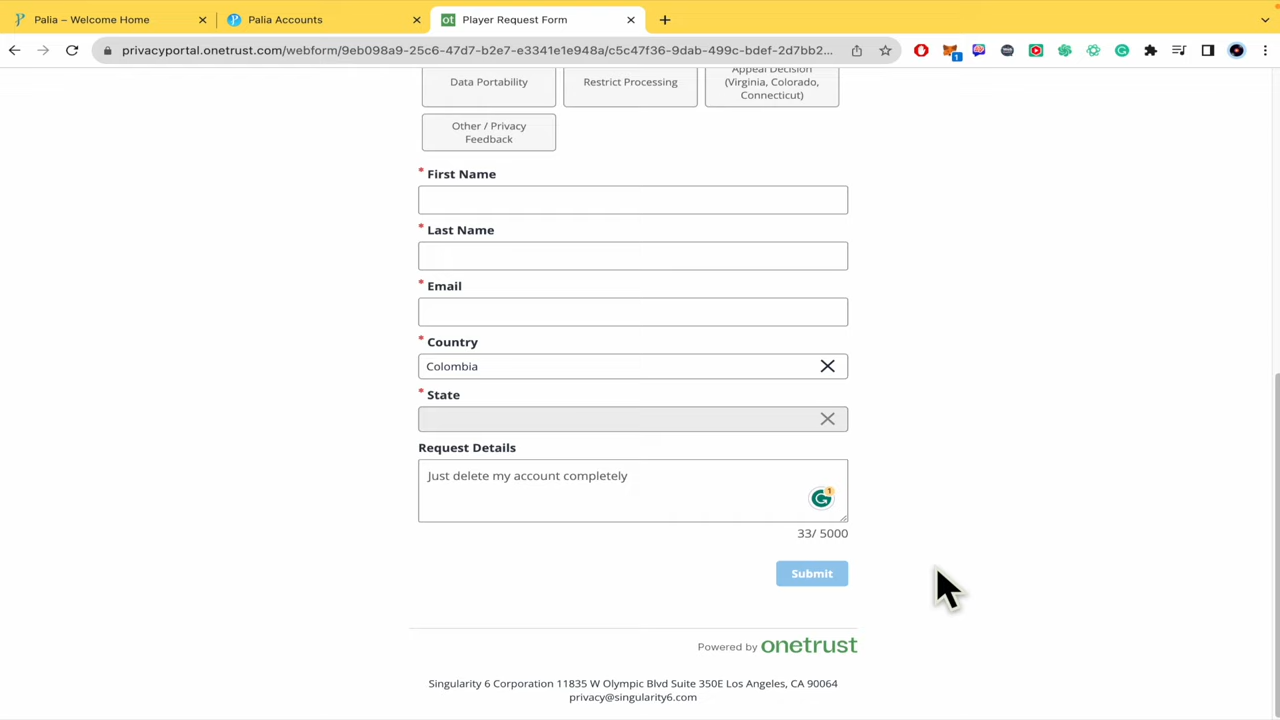 Palia – Welcome Home
Palia Accounts
ot Player Request Form
privacyportal.onetrust.com/webform/9eb098a9-25c6-47d7-b2e7-e3341e1e948a/c5c47f36-9dab-499c-bdef-2d7bb2...
1
Data Portability
Restrict Processing
Appeal Decision
(Virginia, Colorado,
Connecticut)
Other / Privacy
Feedback
* First Name
* Last Name
* Email
* Country
Colombia
* State
Request Details
Just delete my account completely
1
33/ 5000
Submit
Powered by onetrust
Singularity 6 Corporation 11835 W Olympic Blvd Suite 350E Los Angeles, CA 90064
privacy@singularity6.com